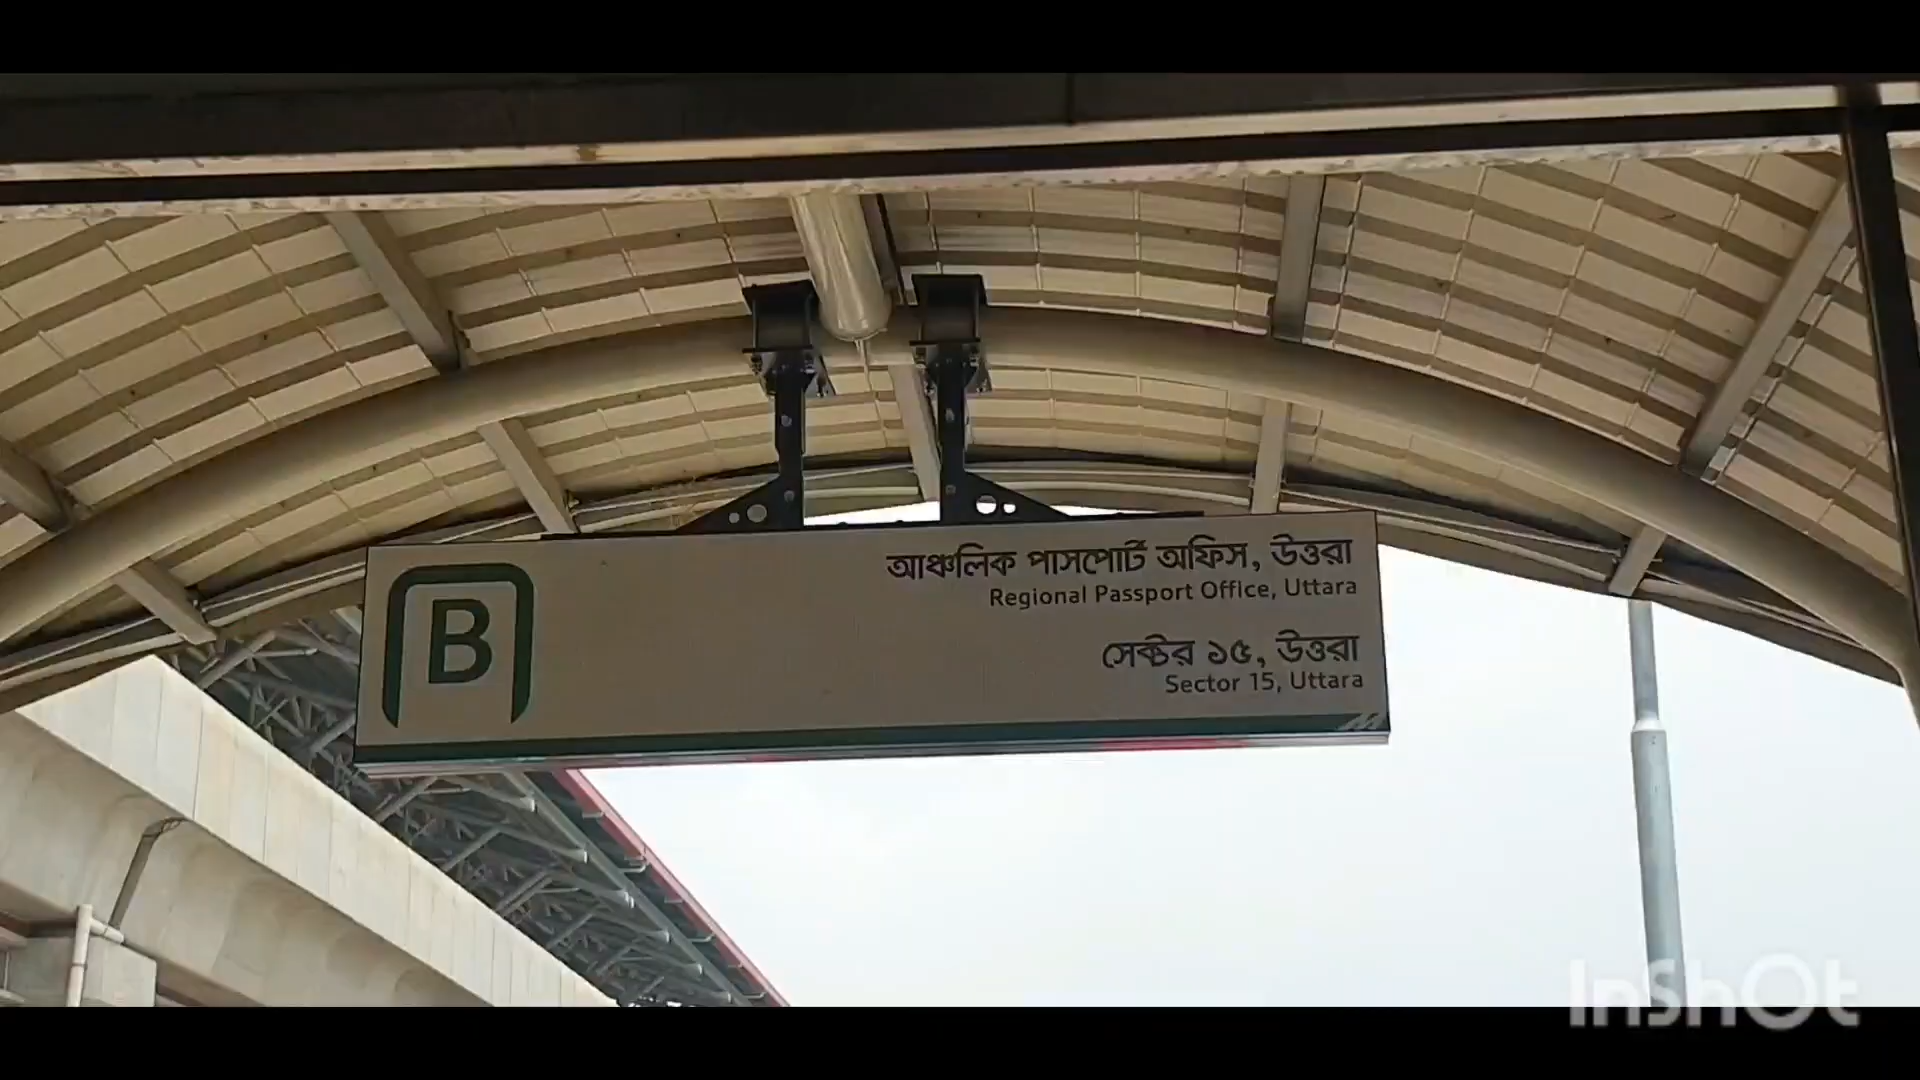 B
আঞ্চলিক পাসপোর্ট অফিস, উত্তরা
Regional Passport Office, Uttara
সেক্টর ১৫, উত্তরা
Sector 15, Uttara
InShOt